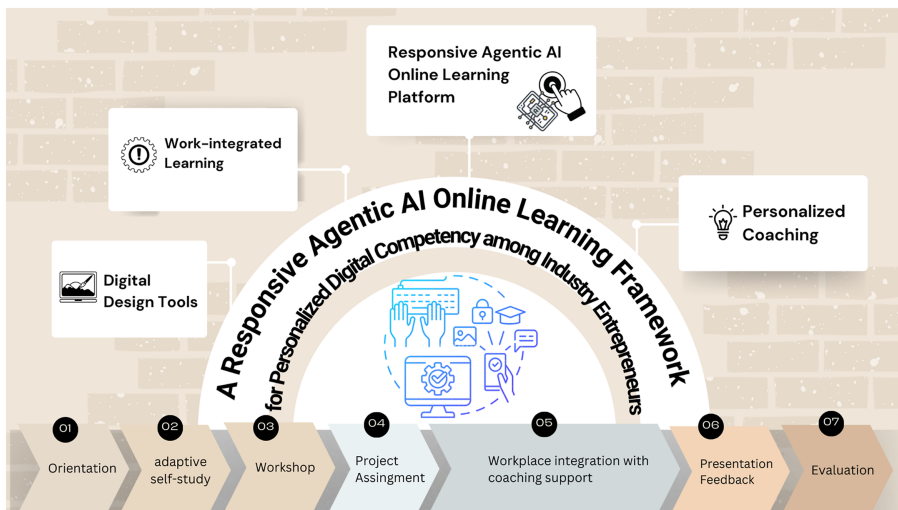 Responsive Agentic AI
Online Learning
Platform
Work-integrated
Learning
Personalized
Coaching
Digital
Design Tools
A Responsive Agentic AI Online Learning Framework
for Personalized Digital Competency among Industry Entrepreneurs
01
Orientation
02
adaptive
self-study
03
Workshop
04
Project
Assingment
05
Workplace integration with
coaching support
06
Presentation
Feedback
07
Evaluation